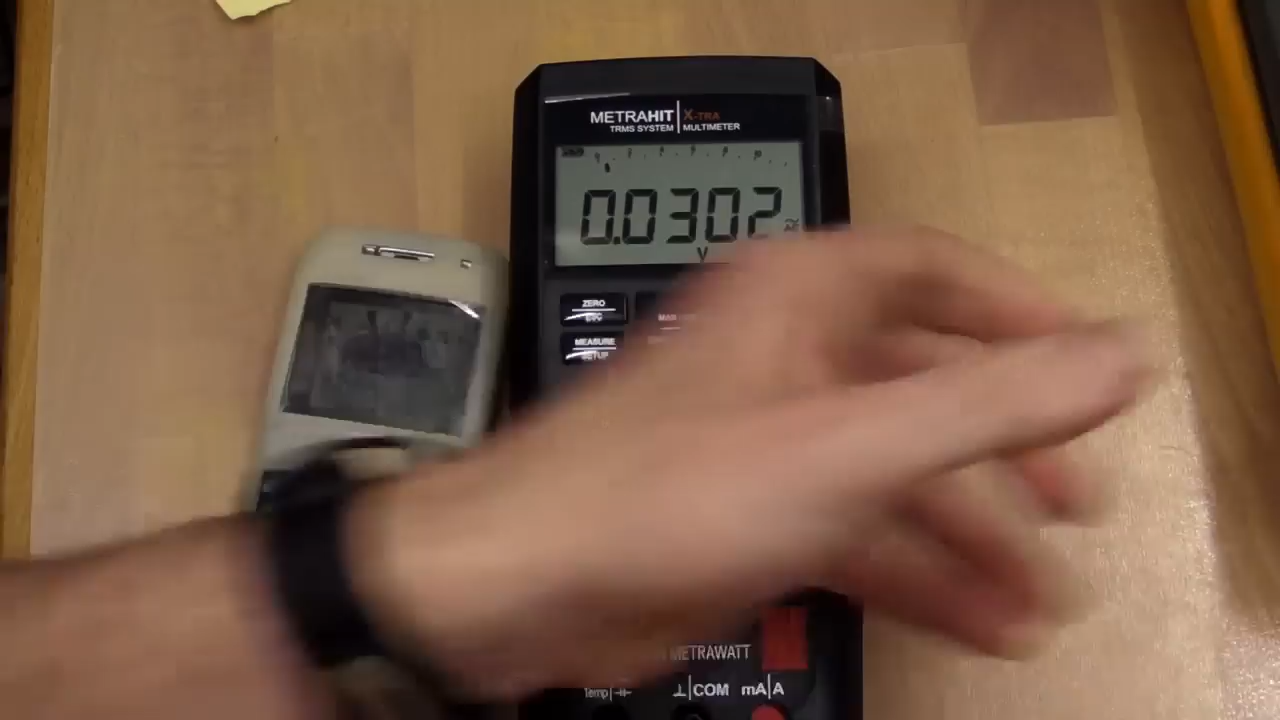 METRAHIT X-TRA
TRMS SYSTEM MULTIMETER
0.0302
V
ZERO
ESC
MEASURE
SETUP
METRAWATT
Temp ⊥ COM mA A